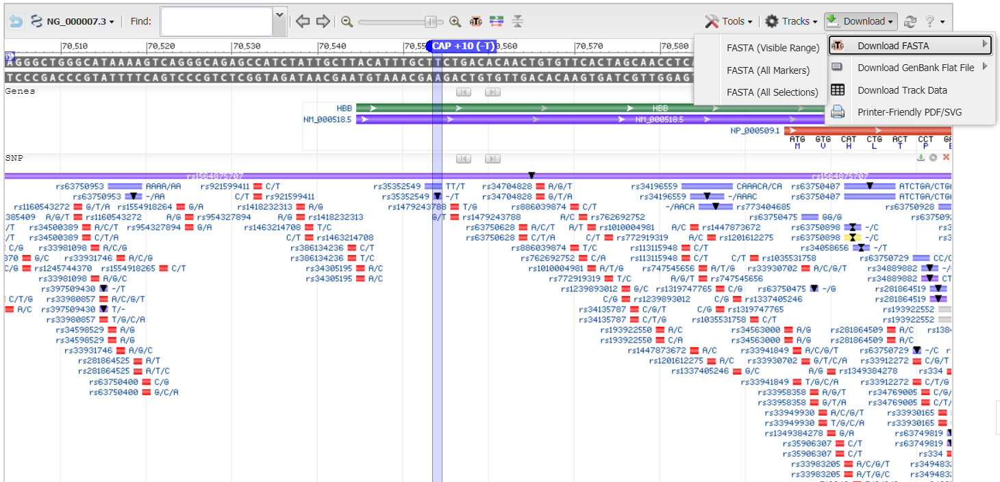 NG_000007.3 Find: Tools Tracks Download ?
70,510 70,520 70,530 70,540 70,55 CAP +10 (-T) 70,560 70,570 70,580
FASTA (Visible Range) Download FASTA
FASTA (All Markers) Download GenBank Flat File
FASTA (All Selections) Download Track Data
Printer-Friendly PDF/SVG
AGGGCTGGGCATAAAAGTCAGGGCAGAGCCATCTATTGCTTACATTTGCTTCTGACACAACTGTGTTCACTAGCAACCTCA
TCCCGACCCGTATTTTCAGTCCCGTCTCGGTAGATAACGAATGTAAACGAAGACTGTGTTGACACAAGTGATCGTTGGAG
Genes
HBB HBB
NM_000518.5 NM_000518.5
NP_000509.1
ATG GTG CAT CTG ACT CCT GA
M V H L T P E
SNP
rs1564875707 rs1564875707
rs63750953 AAAA/AA rs921599411 C/T rs35352549 TT/T rs34704828 A/G/T rs34196559 CAAACA/CA rs63750407 ATCTGA/CTG
rs63750953 -/AA C/T rs921599411 rs35352549 -/T rs34704828 G/T/A rs34196559 -/AAAC rs63750407 ATCTGA/CTG
rs1160543272 G/T/A rs1554918264 G/A rs1418232313 A/G rs1479243788 T/G rs886039874 C/T -/AACA rs773404685 rs63750928
385409 A/G/T rs1160543272 A/G rs954327894 A/G rs1418232313 G/T rs1479243788 A/C rs762692752 rs63750475 GG/G rs6375092
/T rs34500389 A/C/T rs954327894 G/A rs1463214708 T/C rs63750628 A/C/T A/T rs1010004981 A/C rs1447873672 rs63750898 -/C rs3
/T rs34500389 C/T/A C/T rs1463214708 rs63750628 C/T/A C/T rs772919319 A/C rs1201612275 rs63750898 -/C rs3
C/G rs33981098 A/C/G rs386134236 C/T rs886039874 T/C rs113115948 C/T rs34058656 -/T
370 G/C rs33931746 A/C/G rs386134236 T/C rs762692752 C/A rs113115948 C/T C/T rs1035531758 rs63750729 CC/C
C/G rs1245744370 rs1554918265 C/T rs34305195 A/C rs1010004981 A/T/G rs747545656 A/T/G rs33930702 A/C/G/T rs34889882 -/
rs33981098 A/G/C rs34305195 A/C rs772919319 T/C A/G/T rs747545656 rs34889882 CT
rs397509430 -/T rs1239893012 G/C rs1319747765 C/G rs63750475 -/G rs281864519
C/T/G rs33980857 A/C/G/T C/G rs1239893012 C/G rs1337405246 rs281864519
A/C rs397509430 T/- rs34135787 C/G/T C/G rs1319747765 rs193922552
rs33980857 T/G/C/A rs34135787 C/T/G rs1035531758 C/T rs193922552
rs34598529 A/G rs193922550 A/C rs34563000 A/G rs281864509 A/C rs138
rs34598529 A/G rs193922550 C/A rs34563000 A/G rs281864509 A/C
rs33931746 A/G/C rs1447873672 A/C rs33941849 A/C/G/T rs63750729 -/C r
rs281864525 A/T rs1201612275 A/C rs33930702 G/T/C/A rs33912272 C/G/T
rs281864525 A/T/C rs1337405246 G/C A/G rs1349384278 rs334
rs63750400 C/G rs33941849 T/G/C/A rs33912272 C/T/G
rs63750400 G/C/A rs33958358 A/G/T rs34769005 C/G/
rs33958358 G/T/A rs34769005 C/T/
rs33949930 A/C/G/T rs33930165
rs33949930 T/G/C/A rs33930165
rs1349384278 G/A rs63749819
rs35906307 C/T rs63749819
rs35906307 C/T rs334
rs33983205 A/C/G/T rs349483
rs33983205 A/T/G/C rs349483